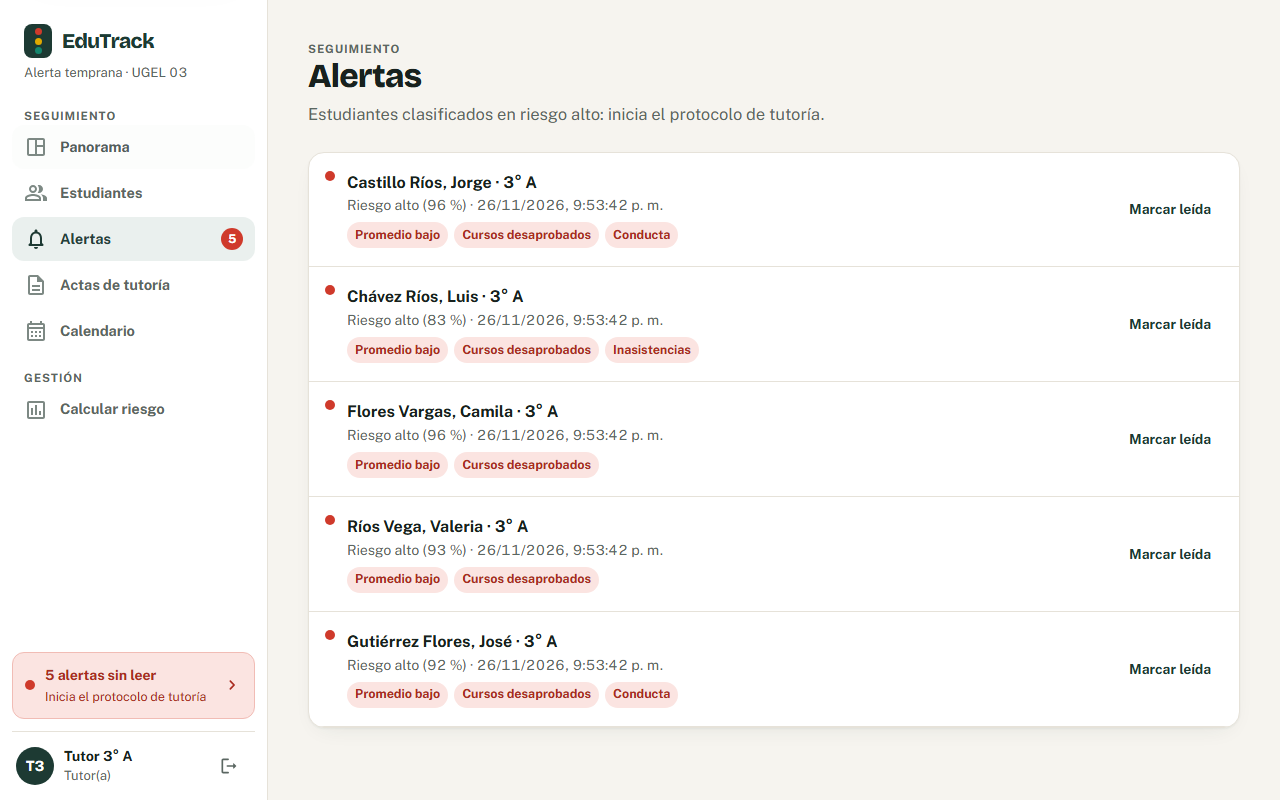 EduTrack
Alerta temprana · UGEL 03
SEGUIMIENTO
Panorama
Estudiantes
Alertas 5
Actas de tutoría
Calendario
GESTIÓN
Calcular riesgo
5 alertas sin leer
Inicia el protocolo de tutoría
T3
Tutor 3° A
Tutor(a)
SEGUIMIENTO
Alertas
Estudiantes clasificados en riesgo alto: inicia el protocolo de tutoría.
Castillo Ríos, Jorge · 3° A
Riesgo alto (96 %) · 26/11/2026, 9:53:42 p. m.
Promedio bajo Cursos desaprobados Conducta
Marcar leída
Chávez Ríos, Luis · 3° A
Riesgo alto (83 %) · 26/11/2026, 9:53:42 p. m.
Promedio bajo Cursos desaprobados Inasistencias
Marcar leída
Flores Vargas, Camila · 3° A
Riesgo alto (96 %) · 26/11/2026, 9:53:42 p. m.
Promedio bajo Cursos desaprobados
Marcar leída
Ríos Vega, Valeria · 3° A
Riesgo alto (93 %) · 26/11/2026, 9:53:42 p. m.
Promedio bajo Cursos desaprobados
Marcar leída
Gutiérrez Flores, José · 3° A
Riesgo alto (92 %) · 26/11/2026, 9:53:42 p. m.
Promedio bajo Cursos desaprobados Conducta
Marcar leída